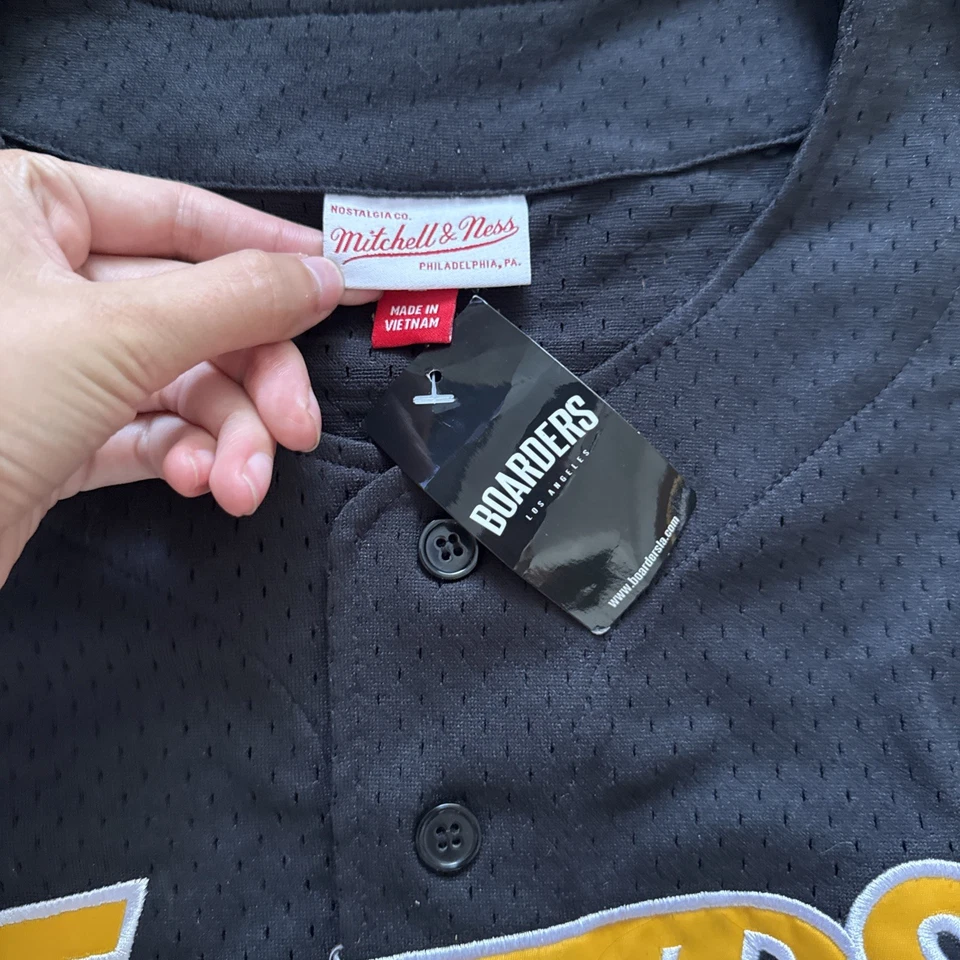 NOSTALGIA CO.
Mitchell & Ness
PHILADELPHIA, PA.
MADE IN
VIETNAM
BOARDERS
LOS ANGELES
www.boardersla.com